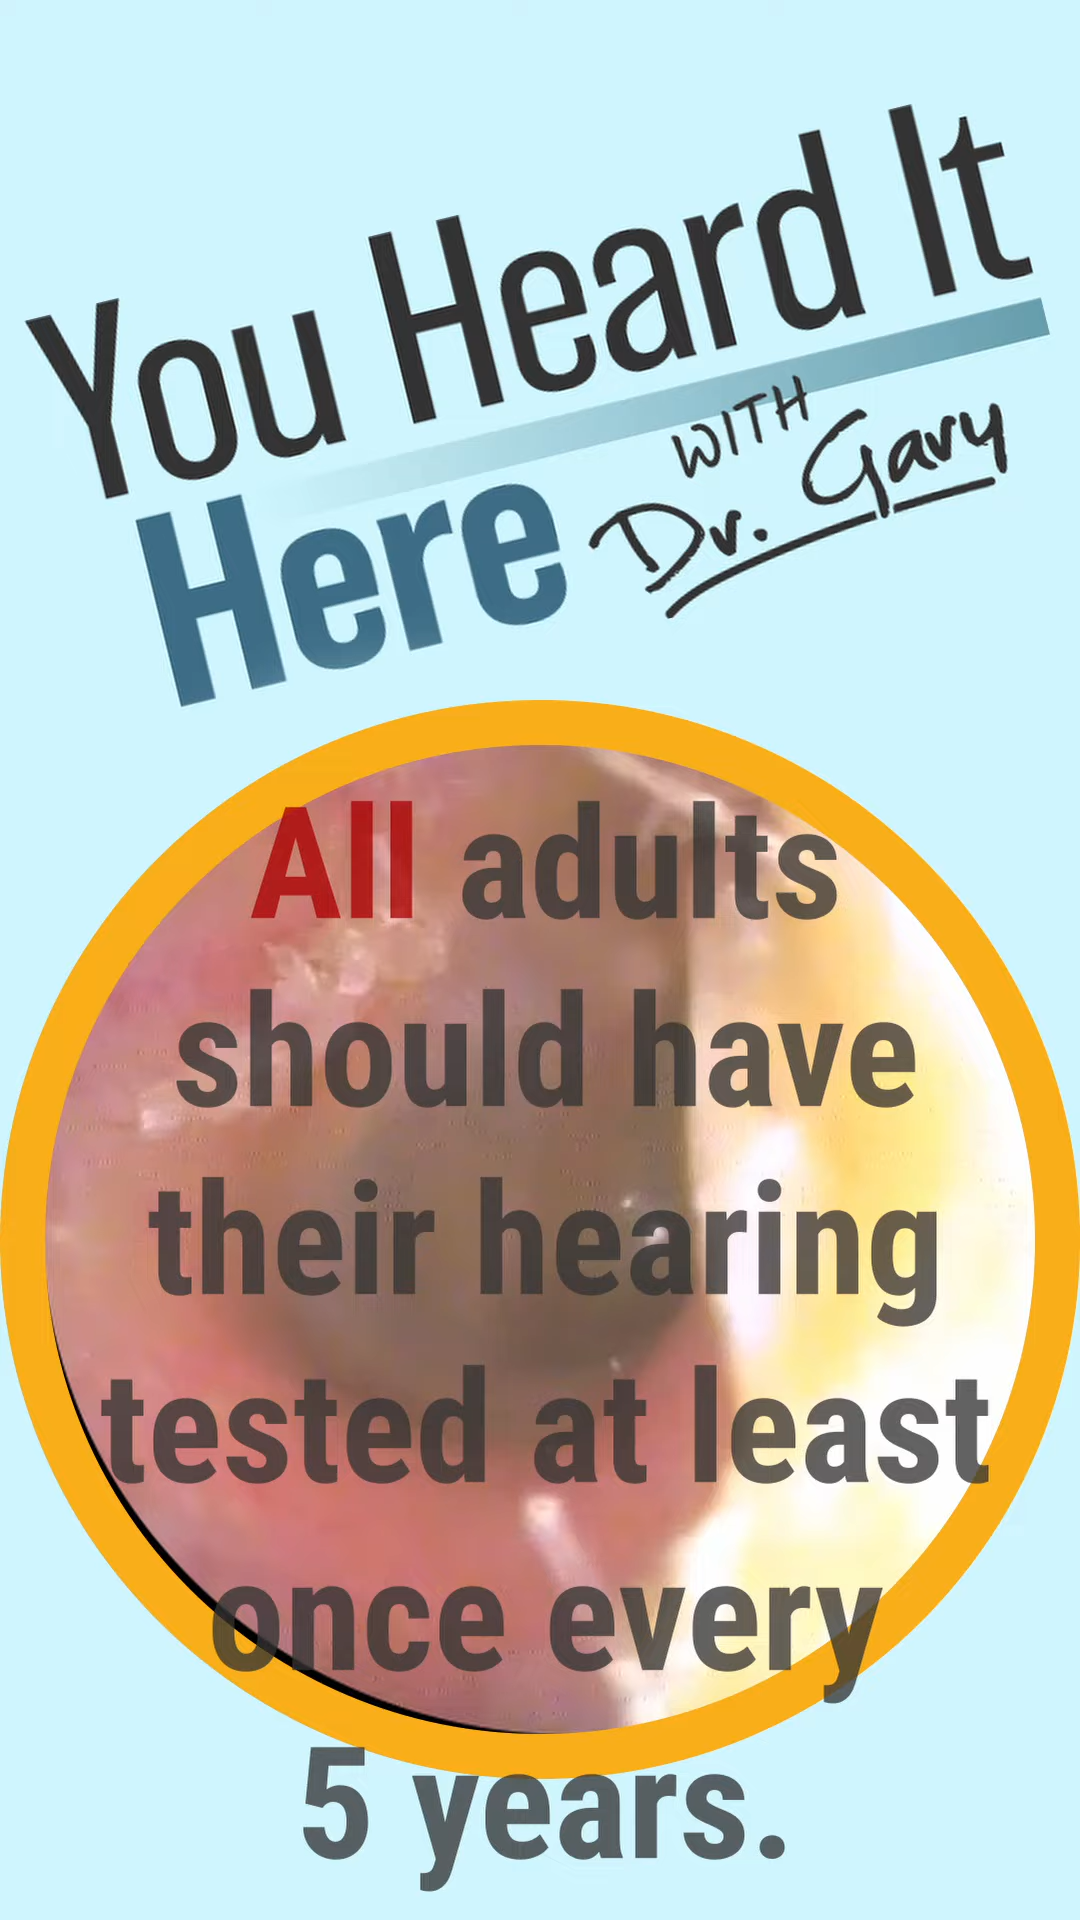 You Heard It
Here
WITH
Dr. Gary
All adults
should have
their hearing
tested at least
once every
5 years.